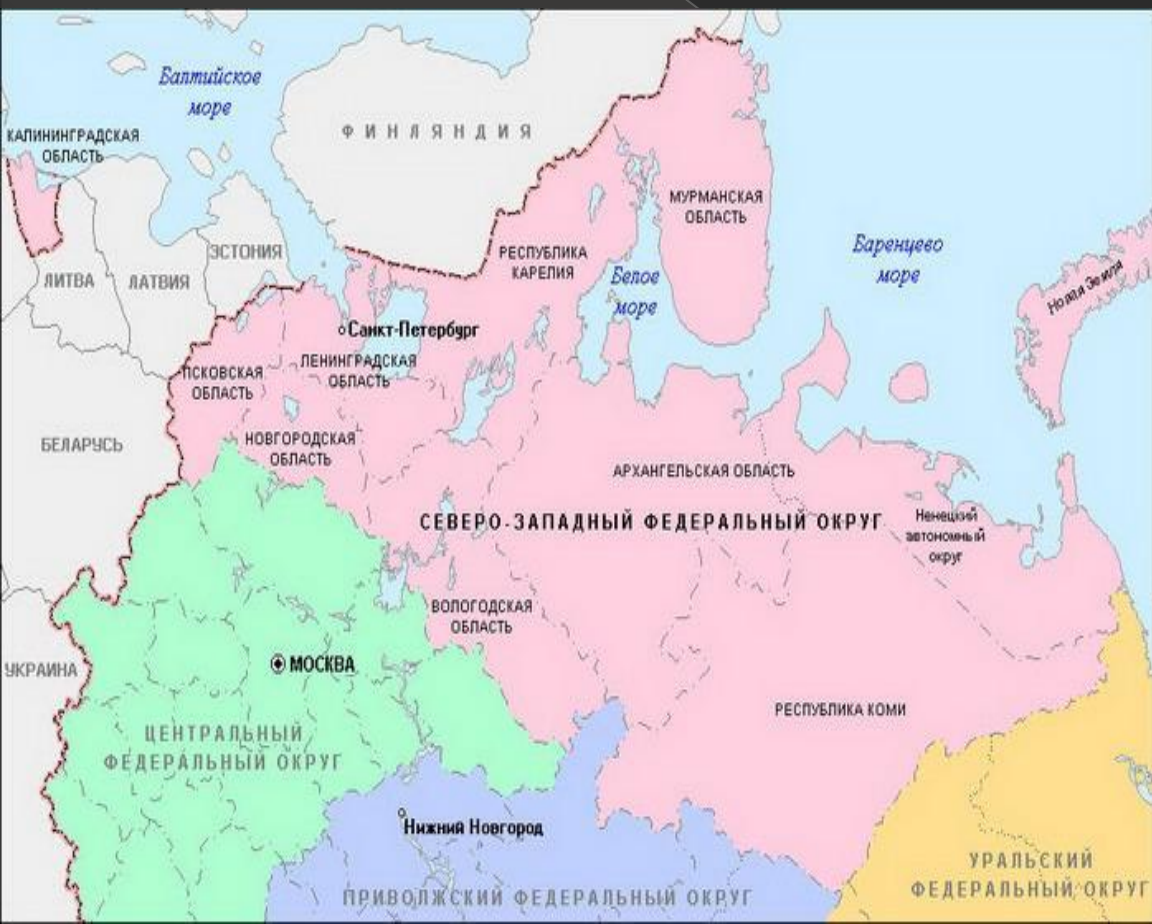 Балтийское
море
КАЛИНИНГРАДСКАЯ
ОБЛАСТЬ
ФИНЛЯНДИЯ
МУРМАНСКАЯ
ОБЛАСТЬ
ЭСТОНИЯ
РЕСПУБЛИКА
КАРЕЛИЯ
Баренцево
море
Белое
море
ЛИТВА
ЛАТВИЯ
Новая Земля
Санкт-Петербург
ПСКОВСКАЯ
ОБЛАСТЬ
ЛЕНИНГРАДСКАЯ
ОБЛАСТЬ
БЕЛАРУСЬ
НОВГОРОДСКАЯ
ОБЛАСТЬ
АРХАНГЕЛЬСКАЯ ОБЛАСТЬ
СЕВЕРО-ЗАПАДНЫЙ ФЕДЕРАЛЬНЫЙ ОКРУГ
Ненецкий
автономный
округ
ВОЛОГОДСКАЯ
ОБЛАСТЬ
УКРАИНА
МОСКВА
РЕСПУБЛИКА КОМИ
ЦЕНТРАЛЬНЫЙ
ФЕДЕРАЛЬНЫЙ ОКРУГ
Нижний Новгород
ПРИВОЛЖСКИЙ ФЕДЕРАЛЬНЫЙ ОКРУГ
УРАЛЬСКИЙ
ФЕДЕРАЛЬНЫЙ ОКРУГ